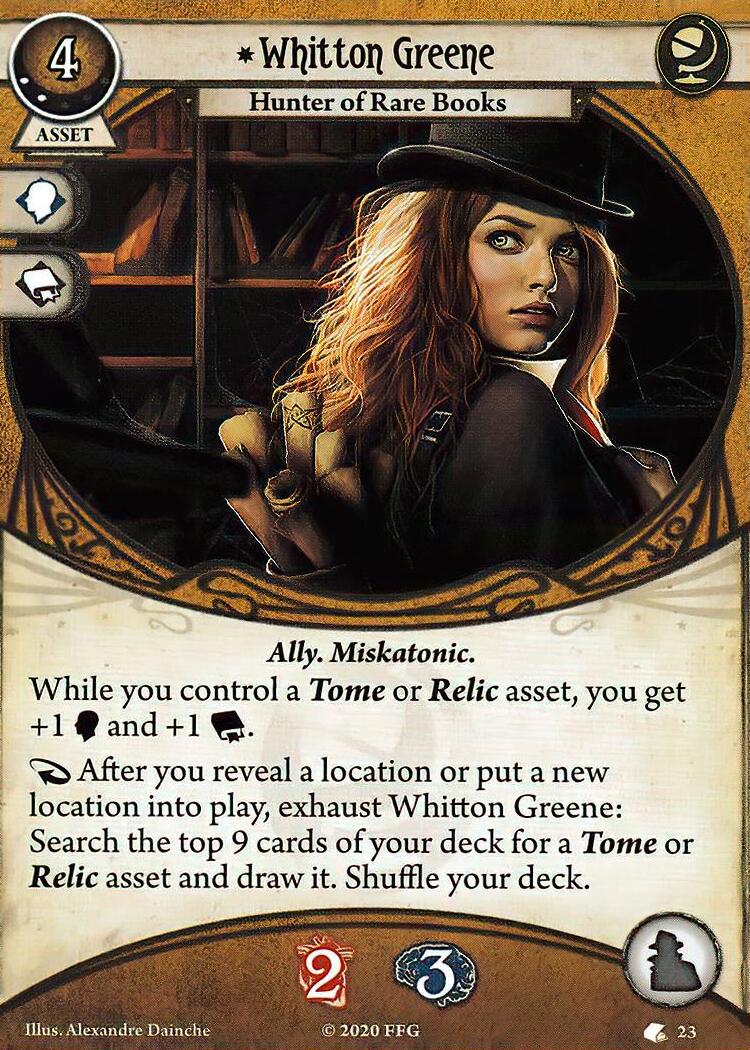 4
*Whitton Greene
Hunter of Rare Books
ASSET
Ally. Miskatonic.
While you control a Tome or Relic asset, you get
+1 and +1 .
After you reveal a location or put a new
location into play, exhaust Whitton Greene:
Search the top 9 cards of your deck for a Tome or
Relic asset and draw it. Shuffle your deck.
2 3
Illus. Alexandre Dainche © 2020 FFG 23